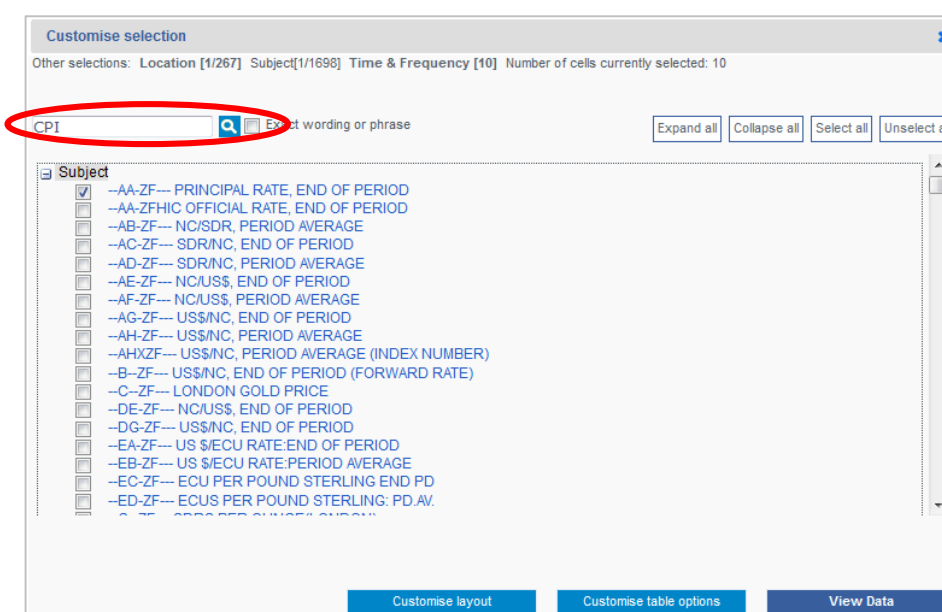 Customise selection
Other selections: Location [1/267] Subject[1/1698] Time & Frequency [10] Number of cells currently selected: 10
CPI Exact wording or phrase Expand all Collapse all Select all Unselect a
Subject
--AA-ZF--- PRINCIPAL RATE, END OF PERIOD
--AA-ZFHIC OFFICIAL RATE, END OF PERIOD
--AB-ZF--- NC/SDR, PERIOD AVERAGE
--AC-ZF--- SDR/NC, END OF PERIOD
--AD-ZF--- SDR/NC, PERIOD AVERAGE
--AE-ZF--- NC/US$, END OF PERIOD
--AF-ZF--- NC/US$, PERIOD AVERAGE
--AG-ZF--- US$/NC, END OF PERIOD
--AH-ZF--- US$/NC, PERIOD AVERAGE
--AHXZF--- US$/NC, PERIOD AVERAGE (INDEX NUMBER)
--B--ZF--- US$/NC, END OF PERIOD (FORWARD RATE)
--C--ZF--- LONDON GOLD PRICE
--DE-ZF--- NC/US$, END OF PERIOD
--DG-ZF--- US$/NC, END OF PERIOD
--EA-ZF--- US $/ECU RATE:END OF PERIOD
--EB-ZF--- US $/ECU RATE:PERIOD AVERAGE
--EC-ZF--- ECU PER POUND STERLING END PD
--ED-ZF--- ECUS PER POUND STERLING: PD.AV.
Customise layout Customise table options View Data